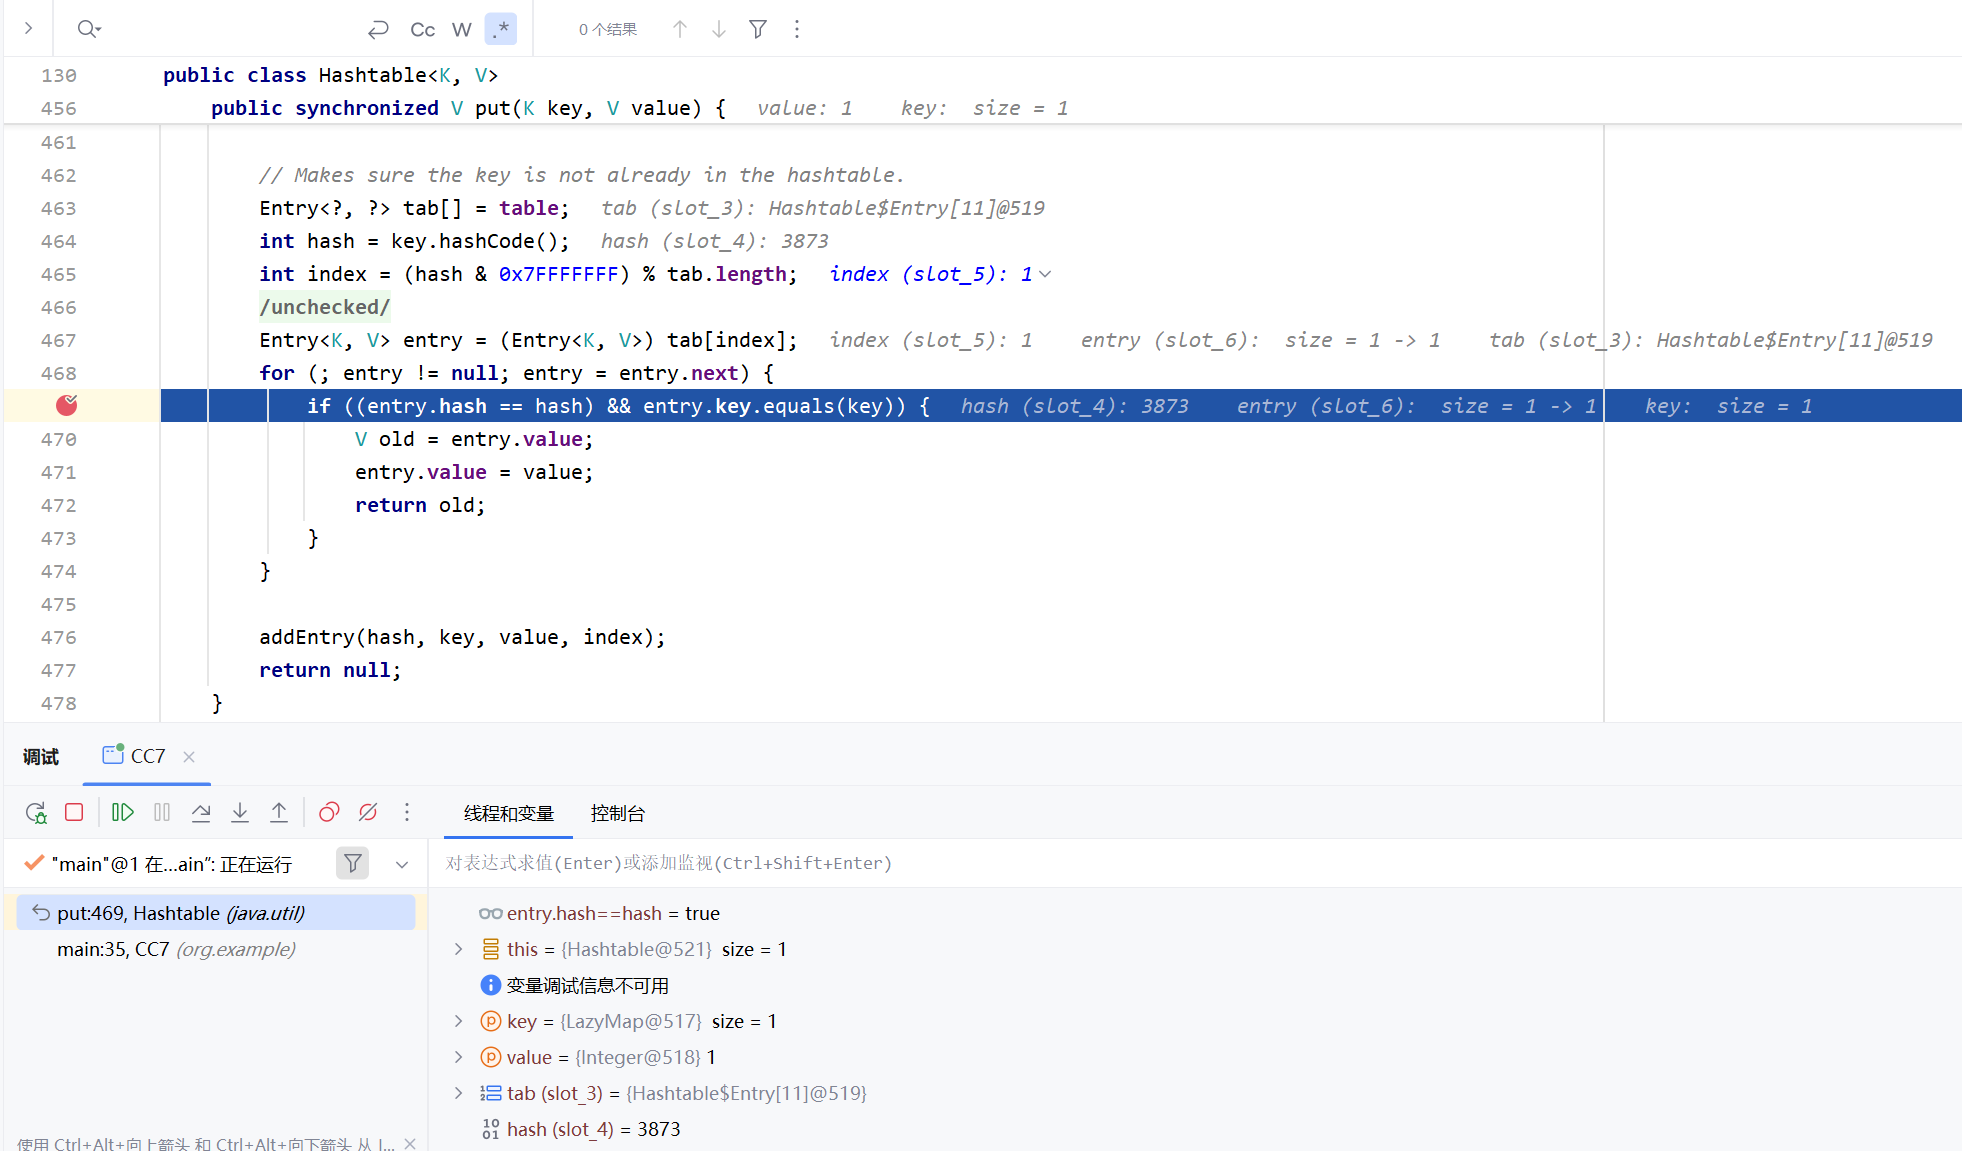 Cc W .* 0 个结果
130 public class Hashtable<K, V>
456 public synchronized V put(K key, V value) { value: 1 key: size = 1
461
462 // Makes sure the key is not already in the hashtable.
463 Entry<?, ?> tab[] = table; tab (slot_3): Hashtable$Entry[11]@519
464 int hash = key.hashCode(); hash (slot_4): 3873
465 int index = (hash & 0x7FFFFFFF) % tab.length; index (slot_5): 1
466 /unchecked/
467 Entry<K, V> entry = (Entry<K, V>) tab[index]; index (slot_5): 1 entry (slot_6): size = 1 -> 1 tab (slot_3): Hashtable$Entry[11]@519
468 for (; entry != null; entry = entry.next) {
if ((entry.hash == hash) && entry.key.equals(key)) { hash (slot_4): 3873 entry (slot_6): size = 1 -> 1 key: size = 1
470 V old = entry.value;
471 entry.value = value;
472 return old;
473 }
474 }
475
476 addEntry(hash, key, value, index);
477 return null;
478 }
调试 CC7
线程和变量 控制台
"main"@1 在...ain": 正在运行
对表达式求值(Enter)或添加监视(Ctrl+Shift+Enter)
put:469, Hashtable (java.util)
main:35, CC7 (org.example)
entry.hash==hash = true
this = {Hashtable@521} size = 1
变量调试信息不可用
key = {LazyMap@517} size = 1
value = {Integer@518} 1
tab (slot_3) = {Hashtable$Entry[11]@519}
hash (slot_4) = 3873
使用 Ctrl+Alt+向上箭头 和 Ctrl+Alt+向下箭头 从 I...